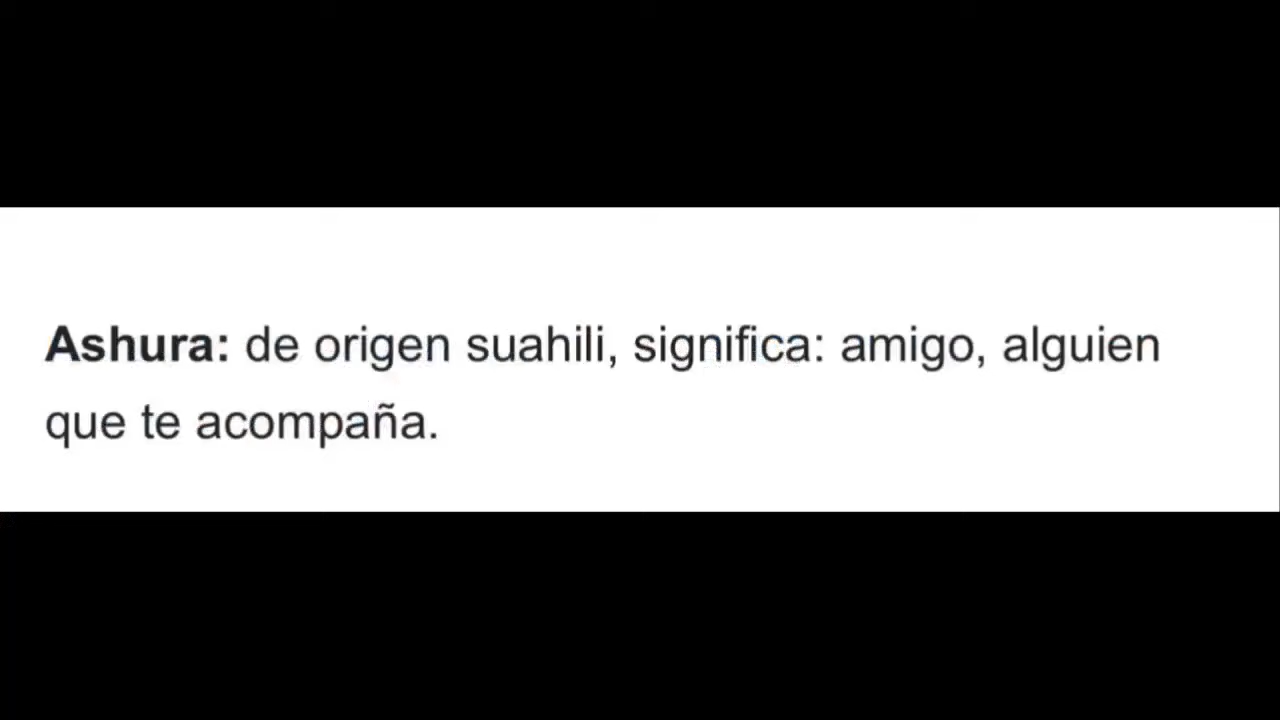 Ashura: de origen suahili, significa: amigo, alguien
que te acompaña.